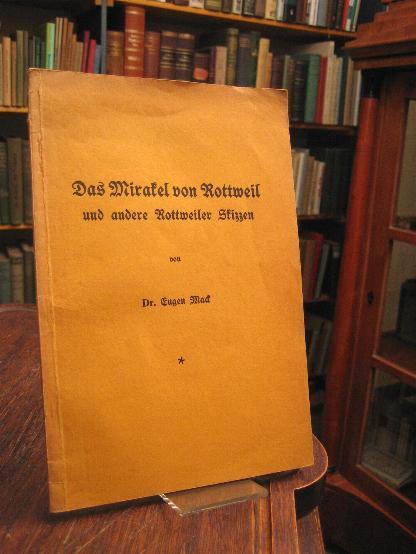 Das Mirakel von Rottweil
und andere Rottweiler Skizzen
von
Dr. Eugen Mack
*